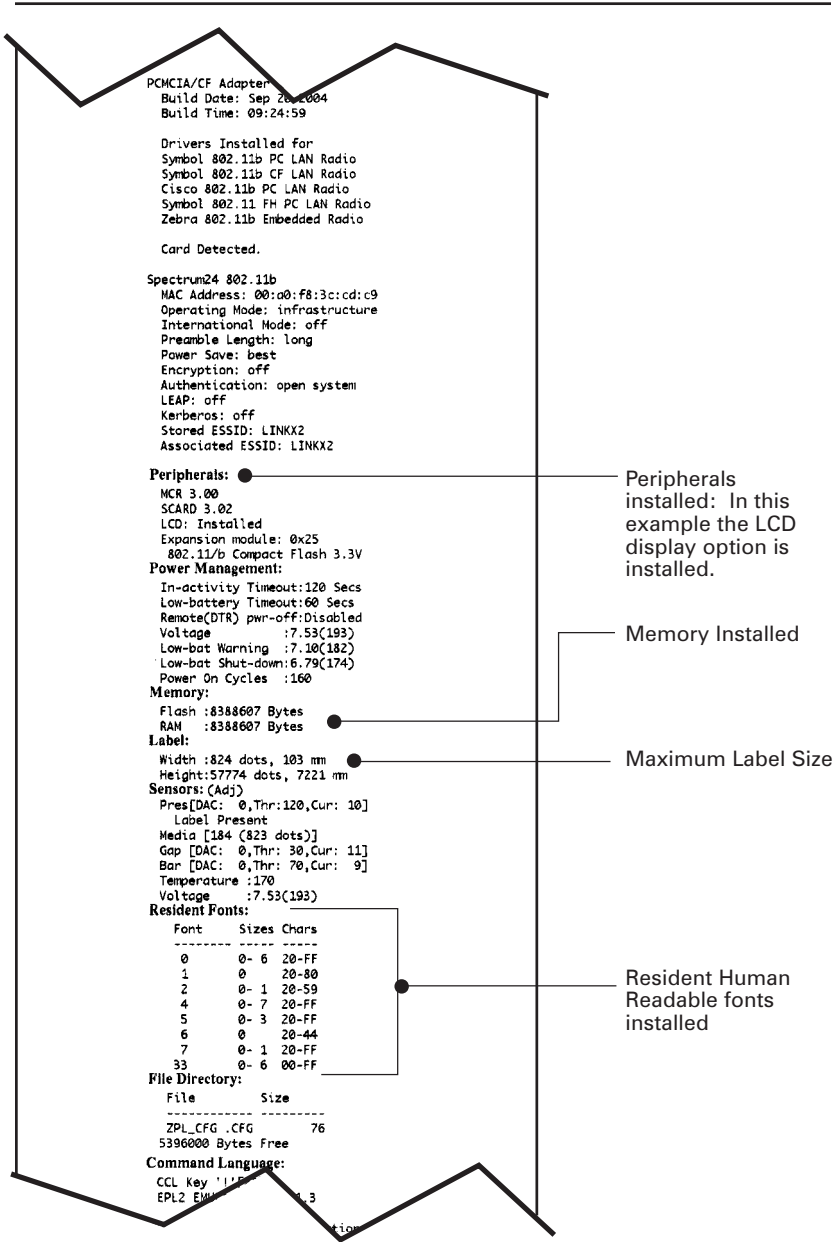 PCMCIA/CF Adapter
Build Date: Sep 2004
Build Time: 09:24:59
Drivers Installed for
Symbol 802.11b PC LAN Radio
Symbol 802.11b CF LAN Radio
Cisco 802.11b PC LAN Radio
Symbol 802.11 FH PC LAN Radio
Zebra 802.11b Embedded Radio
Card Detected.
Spectrum24 802.11b
MAC Address: 00:a0:f8:3c:cd:c9
Operating Mode: infrastructure
International Mode: off
Preamble Length: long
Power Save: best
Encryption: off
Authentication: open system
LEAP: off
Kerberos: off
Stored ESSID: LINKX2
Associated ESSID: LINKX2
Peripherals:
MCR 3.00
SCARD 3.02
LCD: Installed
Expansion module: 0x25
802.11/b Compact Flash 3.3V
Power Management:
In-activity Timeout:120 Secs
Low-battery Timeout:60 Secs
Remote(DTR) pwr-off:Disabled
Voltage :7.53(193)
Low-bat Warning :7.10(182)
Low-bat Shut-down:6.79(174)
Power On Cycles :160
Memory:
Flash :8388607 Bytes
RAM :8388607 Bytes
Label:
Width :824 dots, 103 mm
Height:57774 dots, 7221 mm
Sensors: (Adj)
Pres[DAC: 0,Thr:120,Cur: 10]
Label Present
Media [184 (823 dots)]
Gap [DAC: 0,Thr: 30,Cur: 11]
Bar [DAC: 0,Thr: 70,Cur: 9]
Temperature :170
Voltage :7.53(193)
Resident Fonts:
Font Sizes Chars
-------- ----- -----
0 0- 6 20-FF
1 0 20-80
2 0- 1 20-59
4 0- 7 20-FF
5 0- 3 20-FF
6 0 20-44
7 0- 1 20-FF
33 0- 6 00-FF
File Directory:
File Size
------------ ---------
ZPL_CFG .CFG 76
5396000 Bytes Free
Command Language:
CCL Key '!'
EPL2
Peripherals
installed: In this
example the LCD
display option is
installed.
Memory Installed
Maximum Label Size
Resident Human
Readable fonts
installed